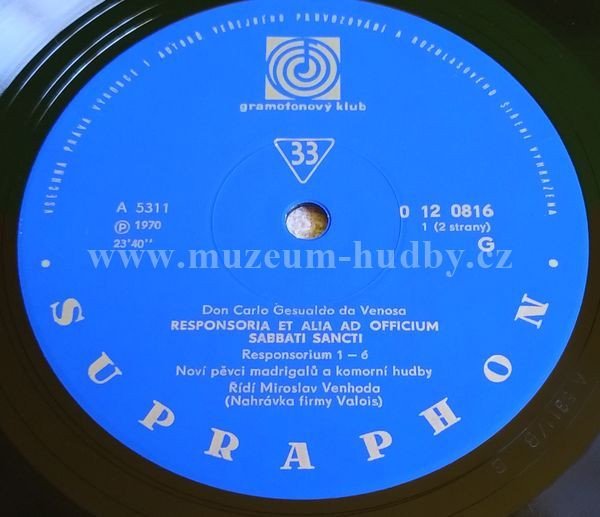 VŠECHNA PRÁVA VÝROBCE I AUTORŮ VEŘEJNÉHO PROVOZOVÁNÍ A ROZHLASOVÉHO ŠÍŘENÍ VYHRAZENA
gramofonový klub
33
A 5311
Ⓟ 1970
23'40"
0 12 0816
1 (2 strany)
G
www.muzeum-hudby.cz
Don Carlo Gesualdo da Venosa
RESPONSORIA ET ALIA AD OFFICIUM
SABBATI SANCTI
Responsorium 1 – 6
Noví pěvci madrigalů a komorní hudby
Řídí Miroslav Venhoda
(Nahrávka firmy Valois)
• SUPRAPHON •